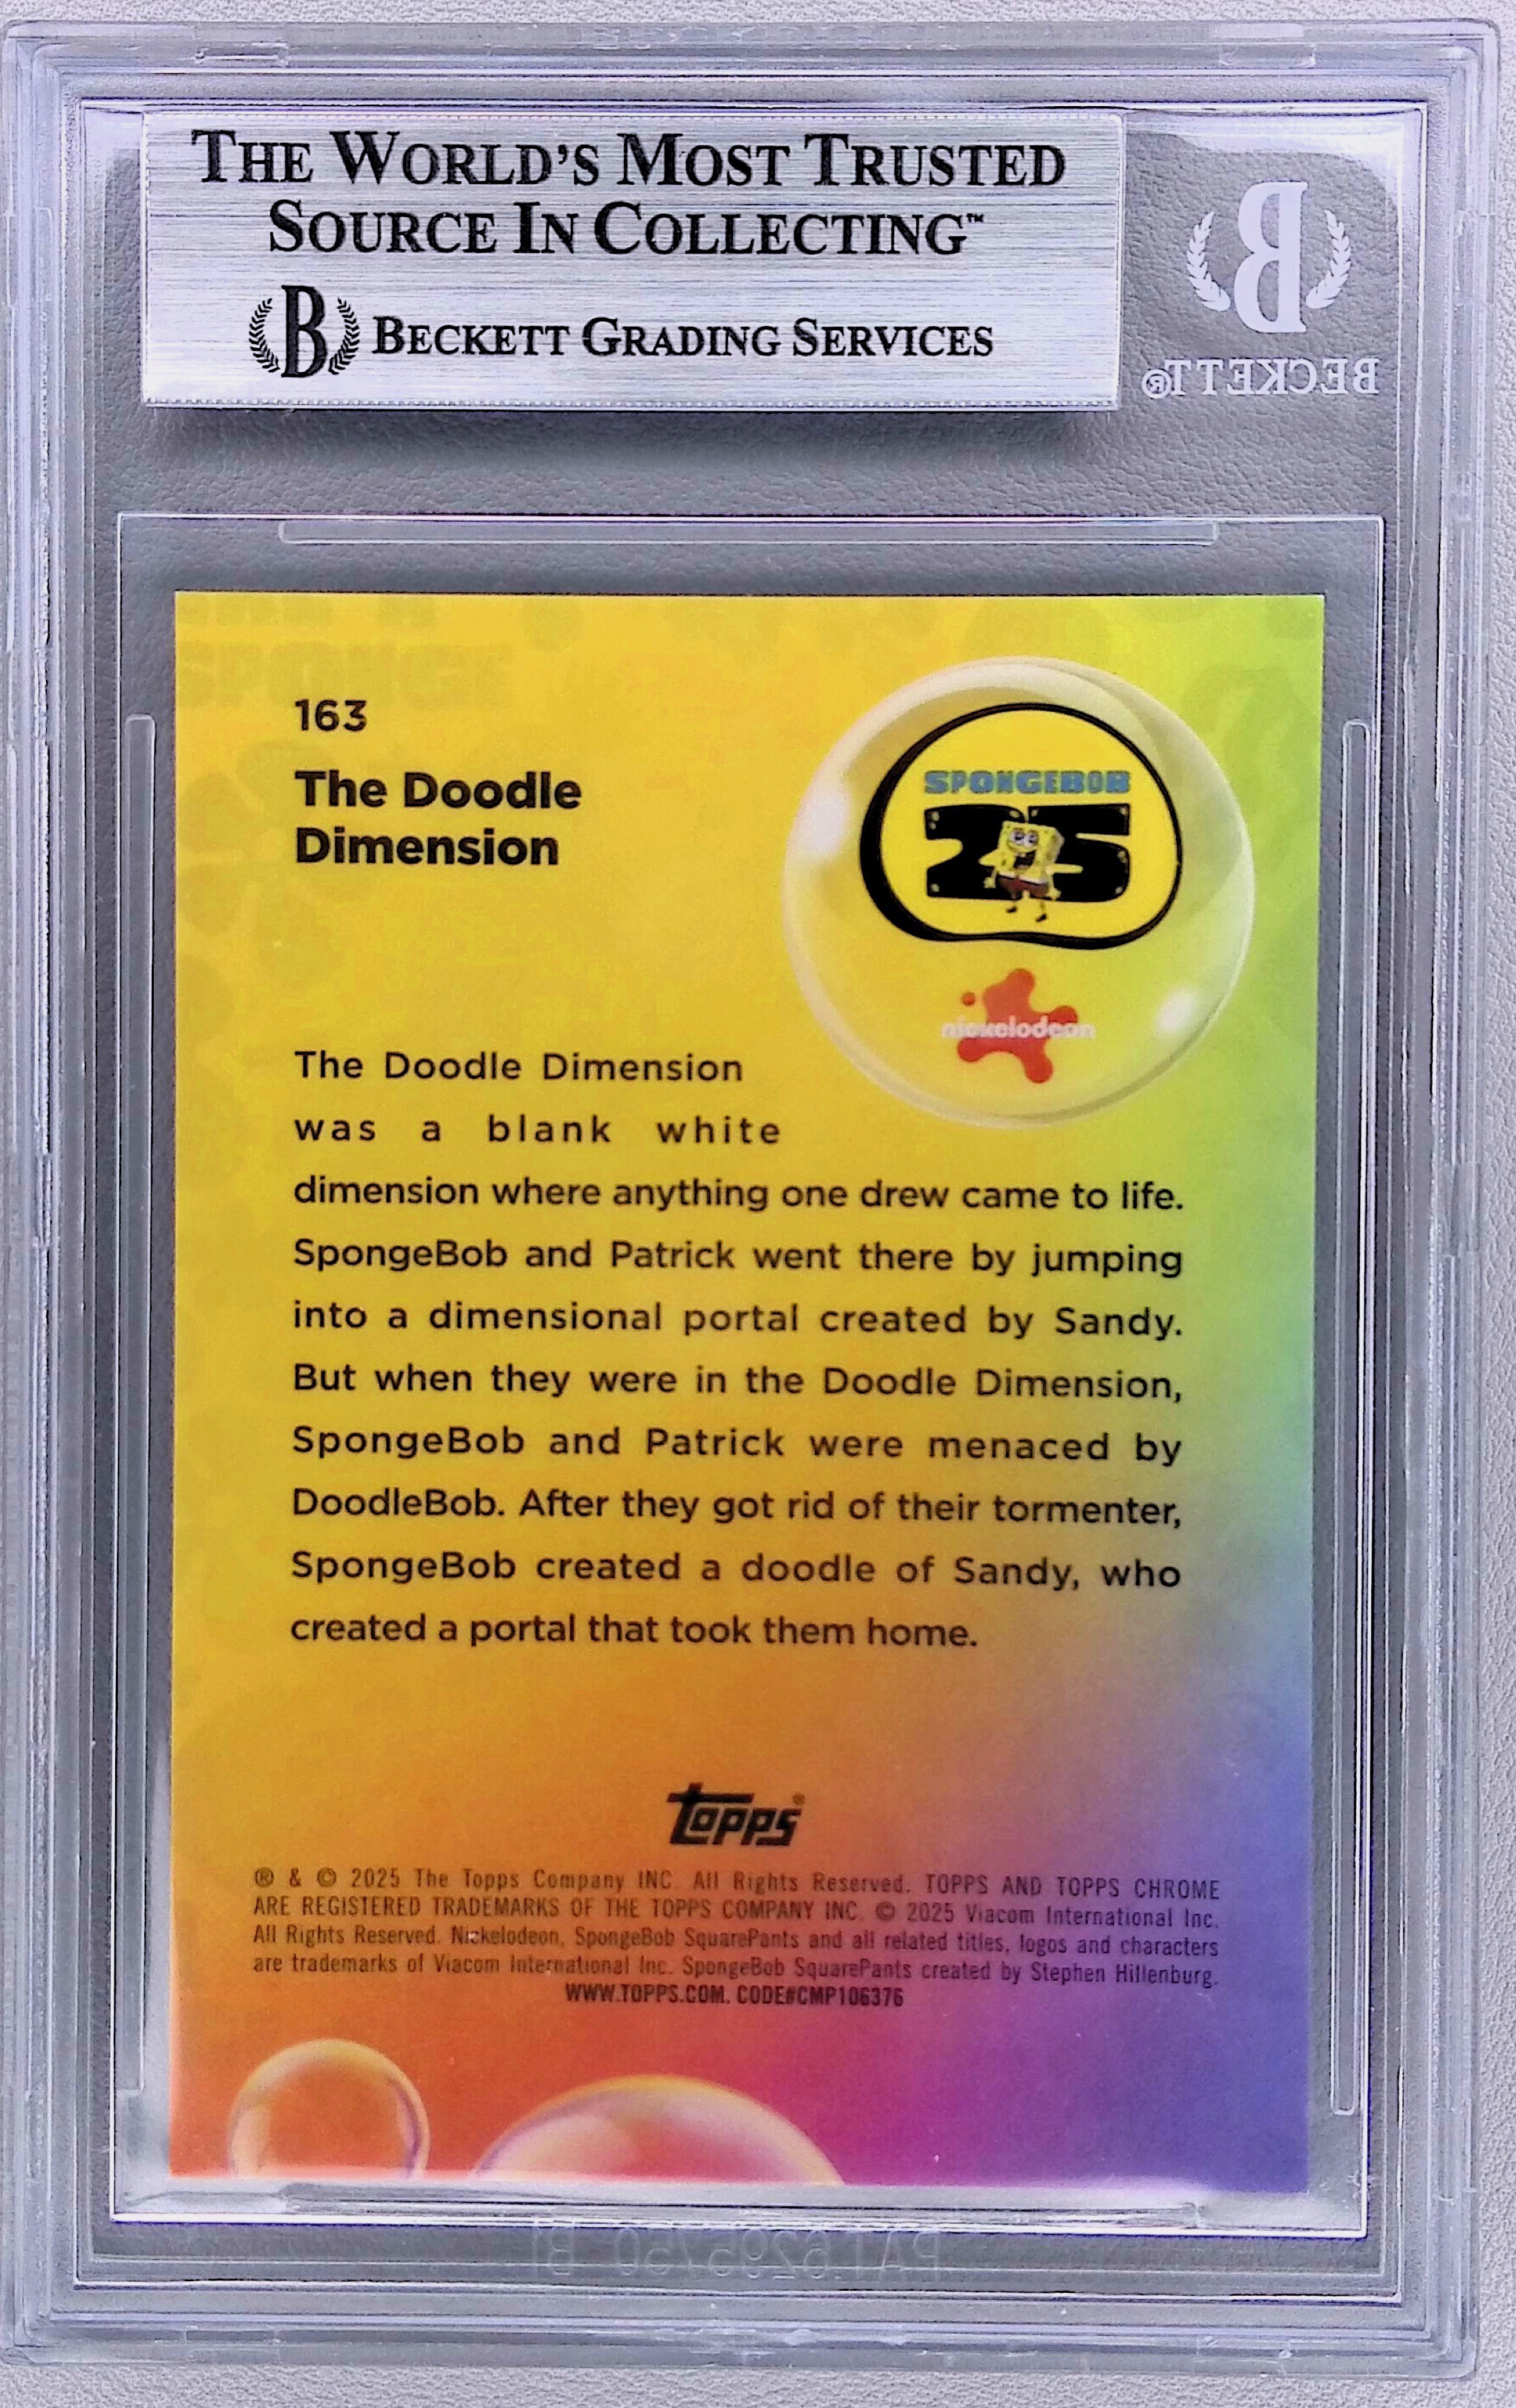 THE WORLD'S MOST TRUSTED
SOURCE IN COLLECTING™
B BECKETT GRADING SERVICES
B
BECKETT®
163
The Doodle
Dimension
SPONGEBOB
25
nickelodeon
The Doodle Dimension
was a blank white
dimension where anything one drew came to life.
SpongeBob and Patrick went there by jumping
into a dimensional portal created by Sandy.
But when they were in the Doodle Dimension,
SpongeBob and Patrick were menaced by
DoodleBob. After they got rid of their tormenter,
SpongeBob created a doodle of Sandy, who
created a portal that took them home.
topps®
® & © 2025 The Topps Company INC. All Rights Reserved. TOPPS AND TOPPS CHROME
ARE REGISTERED TRADEMARKS OF THE TOPPS COMPANY INC. © 2025 Viacom International Inc.
All Rights Reserved. Nickelodeon, SpongeBob SquarePants and all related titles, logos and characters
are trademarks of Viacom International Inc. SpongeBob SquarePants created by Stephen Hillenburg.
WWW.TOPPS.COM. CODE#CMP106376